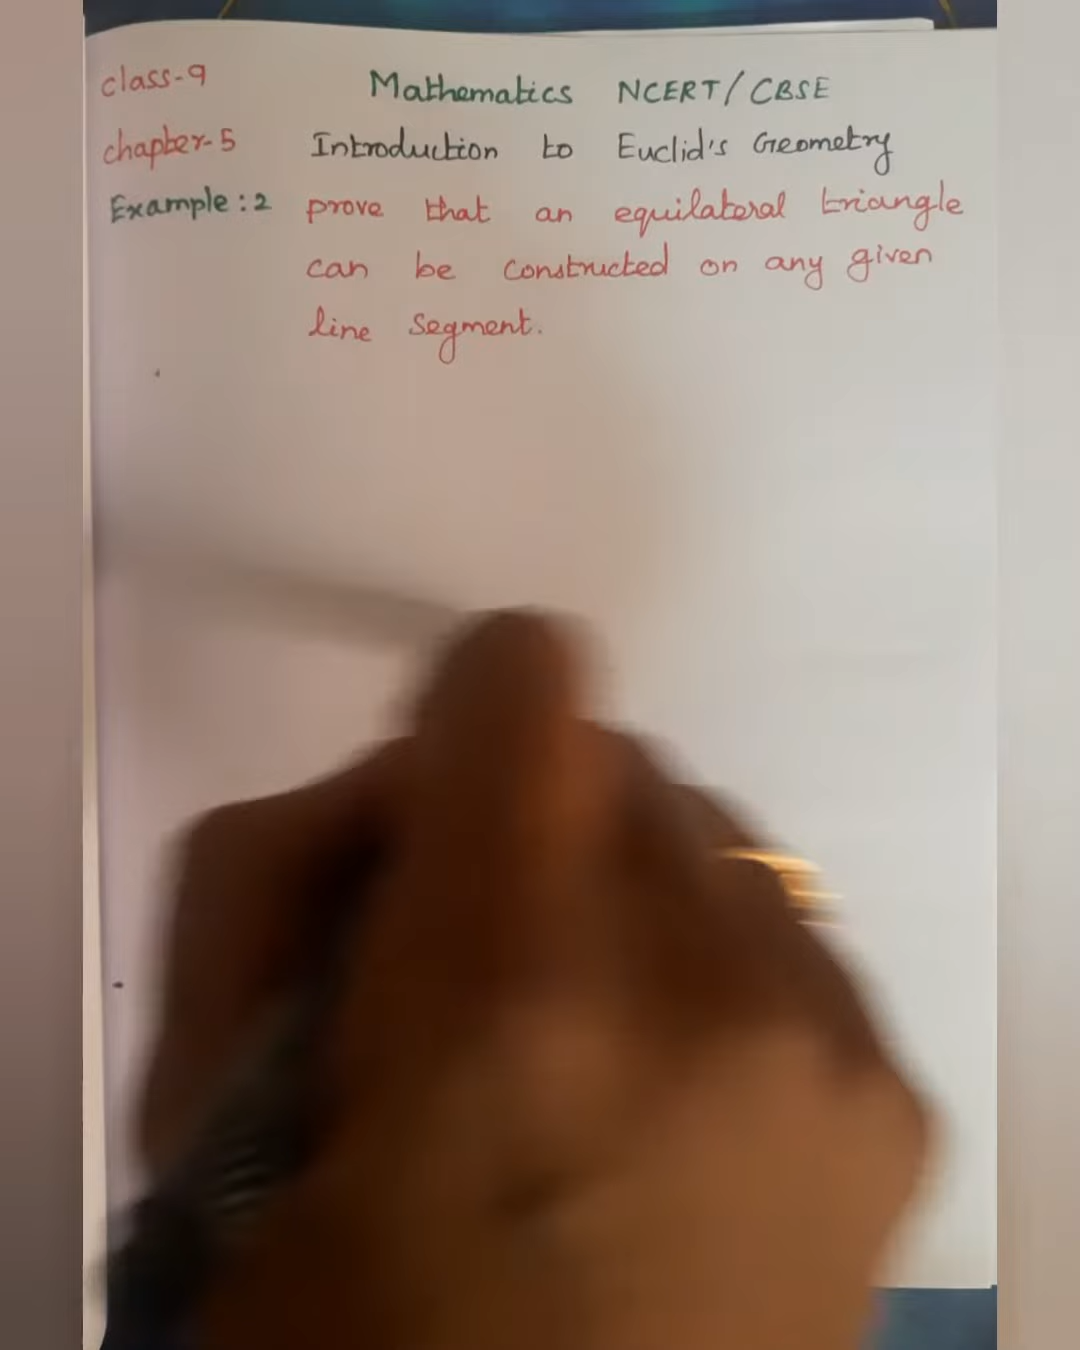 class-9 Mathematics NCERT/CBSE
chapter-5 Introduction to Euclid's Geometry
Example:2 prove that an equilateral triangle
can be constructed on any given
line segment.